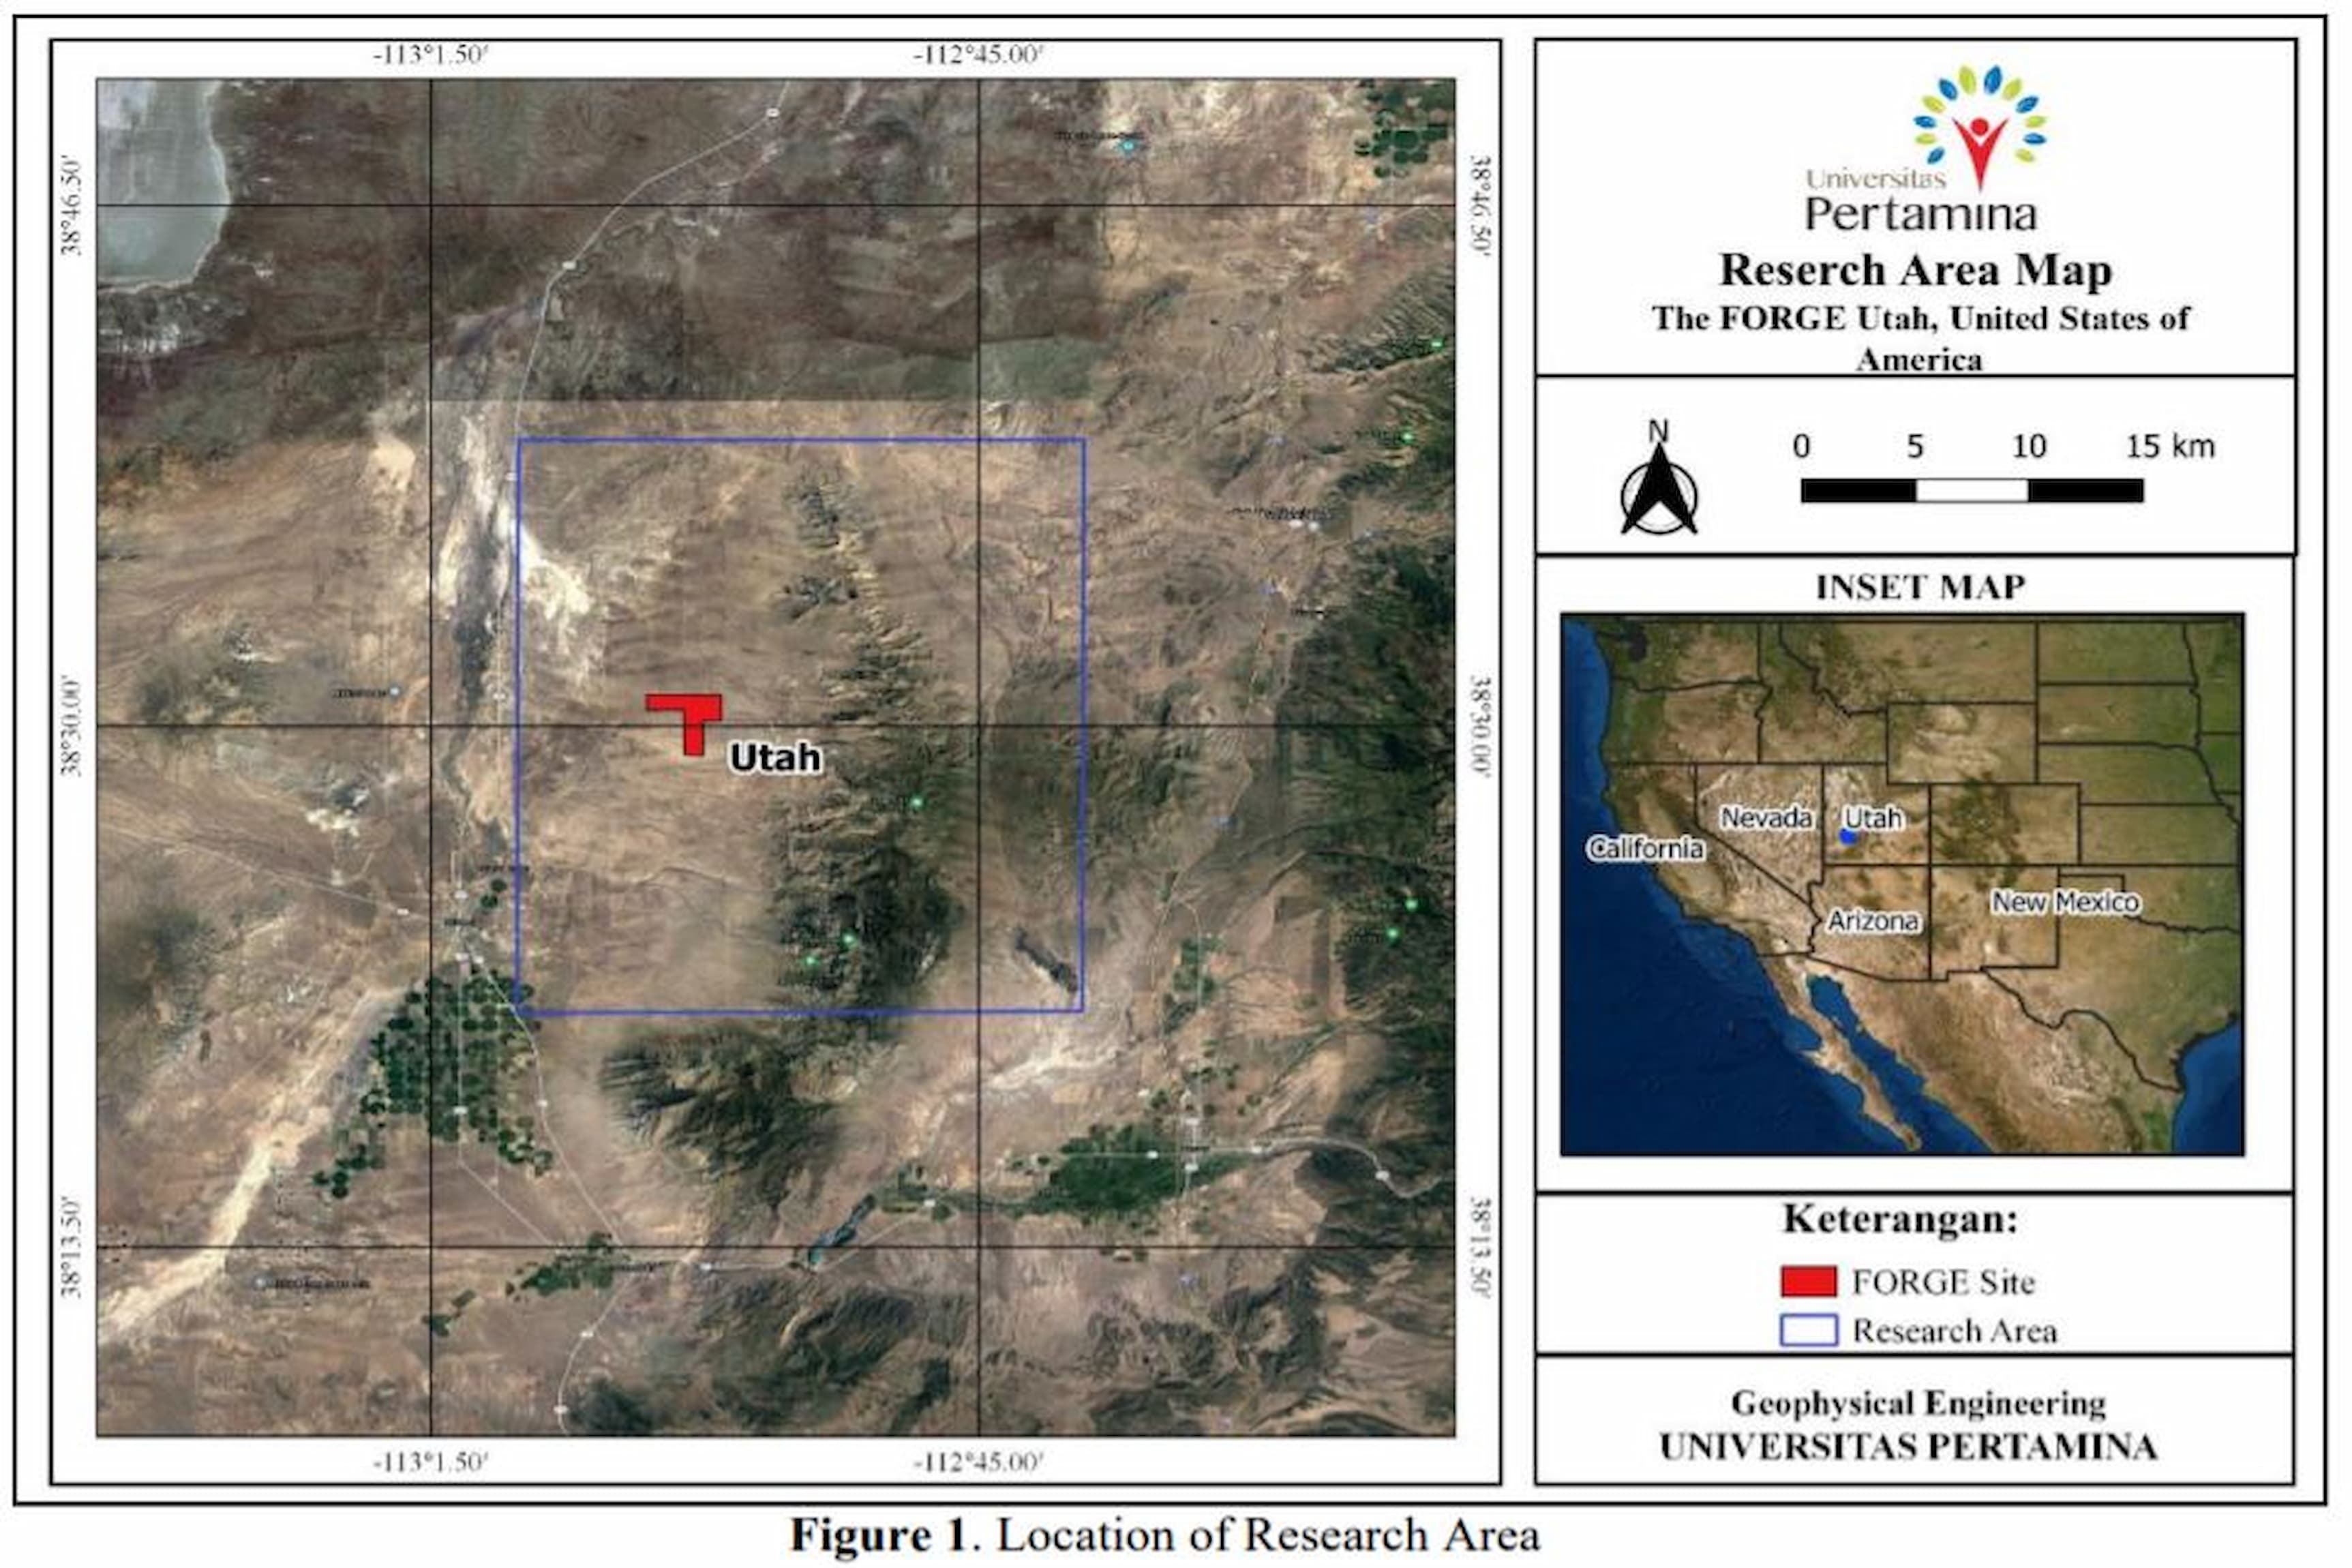 -113°1.50'
-112°45.00'
38°46.50'
38°46.50'
38°30.00'
38°30.00'
38°13.50'
38°13.50'
Utah
-113°1.50'
-112°45.00'
Universitas
Pertamina
Reserch Area Map
The FORGE Utah, United States of
America
N
0 5 10 15 km
INSET MAP
Nevada
Utah
California
Arizona
New Mexico
Keterangan:
FORGE Site
Research Area
Geophysical Engineering
UNIVERSITAS PERTAMINA
Figure 1. Location of Research Area